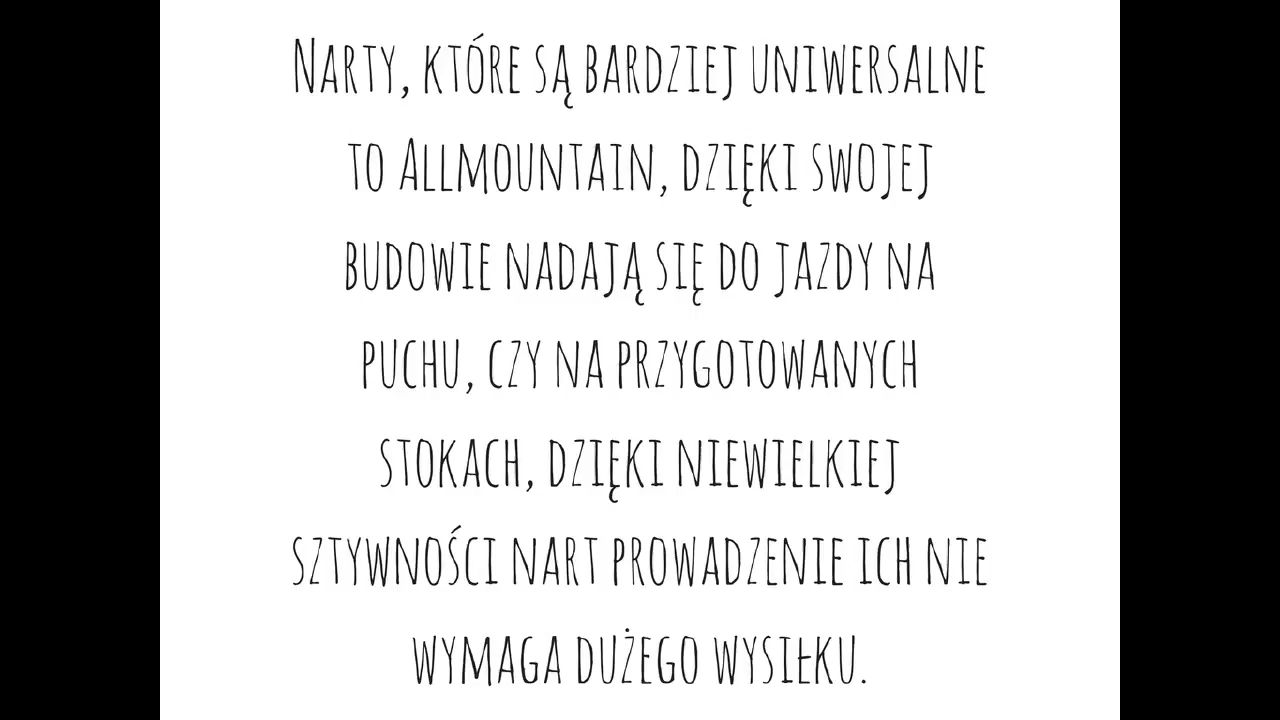 Narty, które są bardziej uniwersalne
to Allmountain, dzięki swojej
budowie nadają się do jazdy na
puchu, czy na przygotowanych
stokach, dzięki niewielkiej
sztywności nart prowadzenie ich nie
wymaga dużego wysiłku.